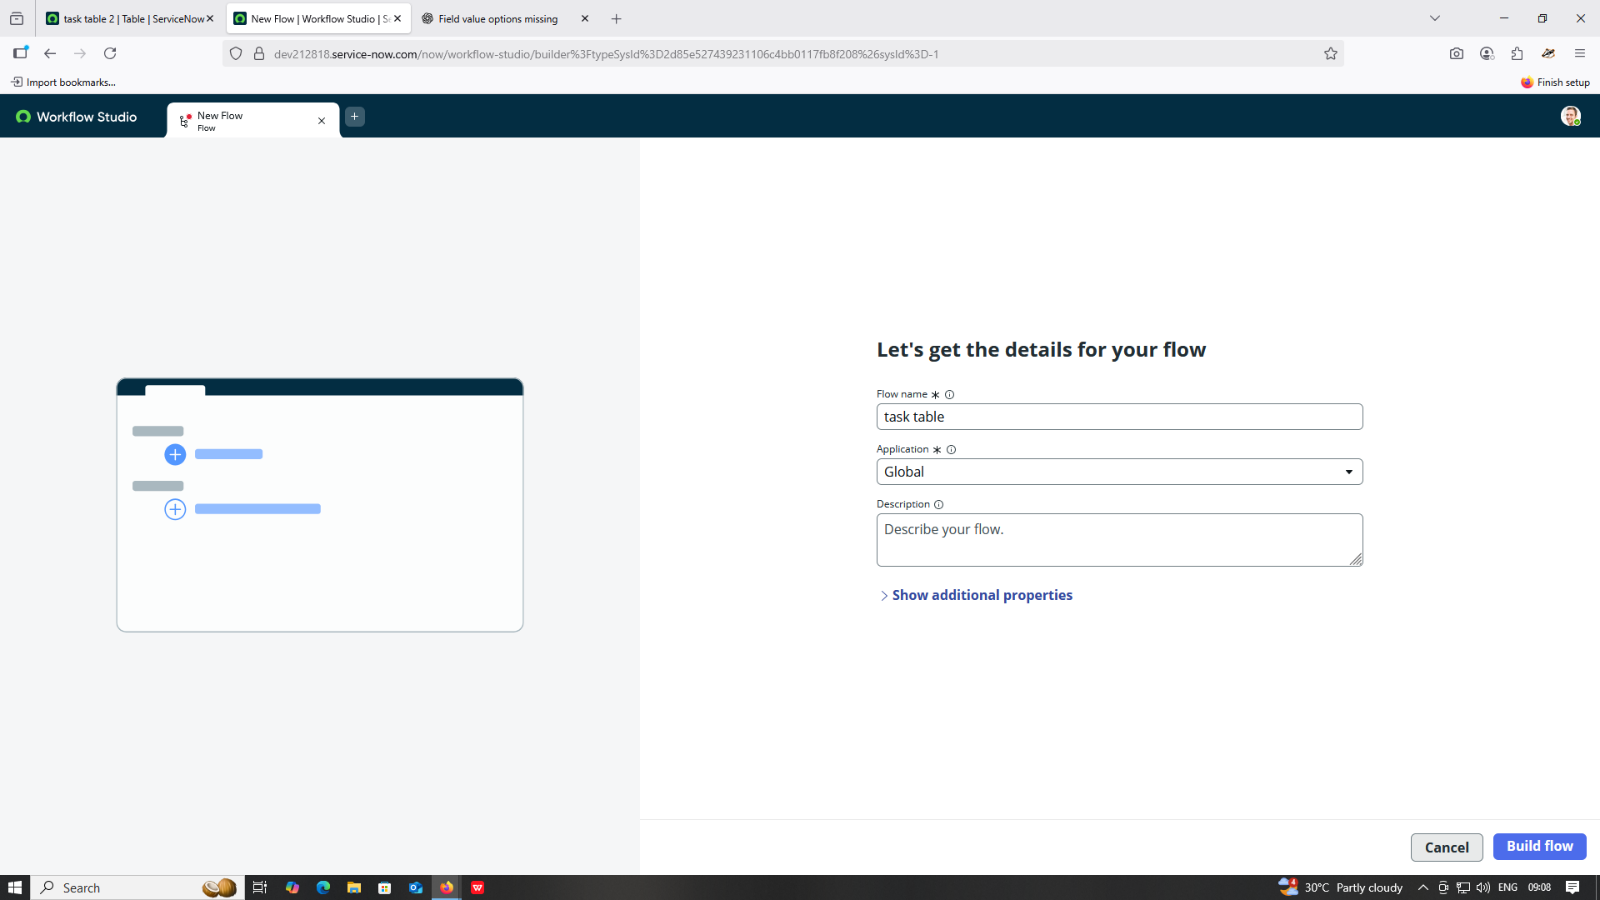 task table 2 | Table | ServiceNow
New Flow | Workflow Studio | S
Field value options missing
dev212818.service-now.com/now/workflow-studio/builder%3FtypeSysId%3D2d85e527439231106c4bb0117fb8f208%26sysId%3D-1
Import bookmarks...
Finish setup
Workflow Studio
New Flow
Flow
Let's get the details for your flow
Flow name
task table
Application
Global
Description
Describe your flow.
Show additional properties
Cancel
Build flow
Search
4
30°C Partly cloudy
ENG
09:08